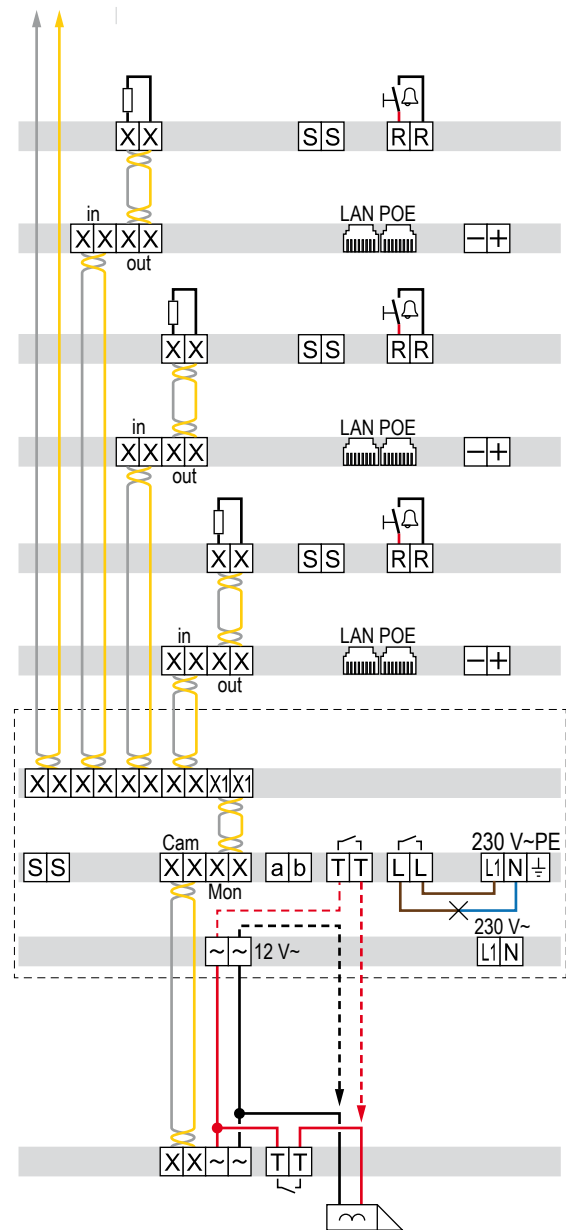 X X S S R R
in LAN POE
X X X X − +
out
X X S S R R
in LAN POE
X X X X − +
out
X X S S R R
in LAN POE
X X X X − +
out
X X X X X X X X X1 X1
Cam 230 V~PE
S S X X X X a b T T L L L1 N
Mon
230 V~
~ ~ 12 V~ L1 N
X X ~ ~ T T